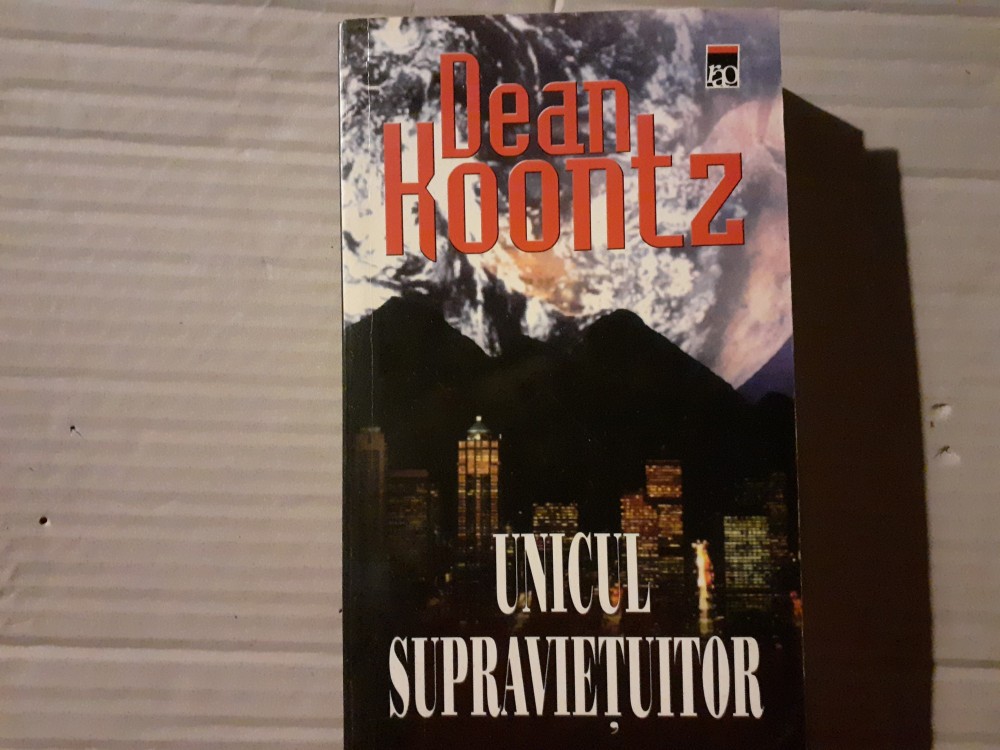 rao
Dean
Koontz
UNICUL
SUPRAVIEȚUITOR